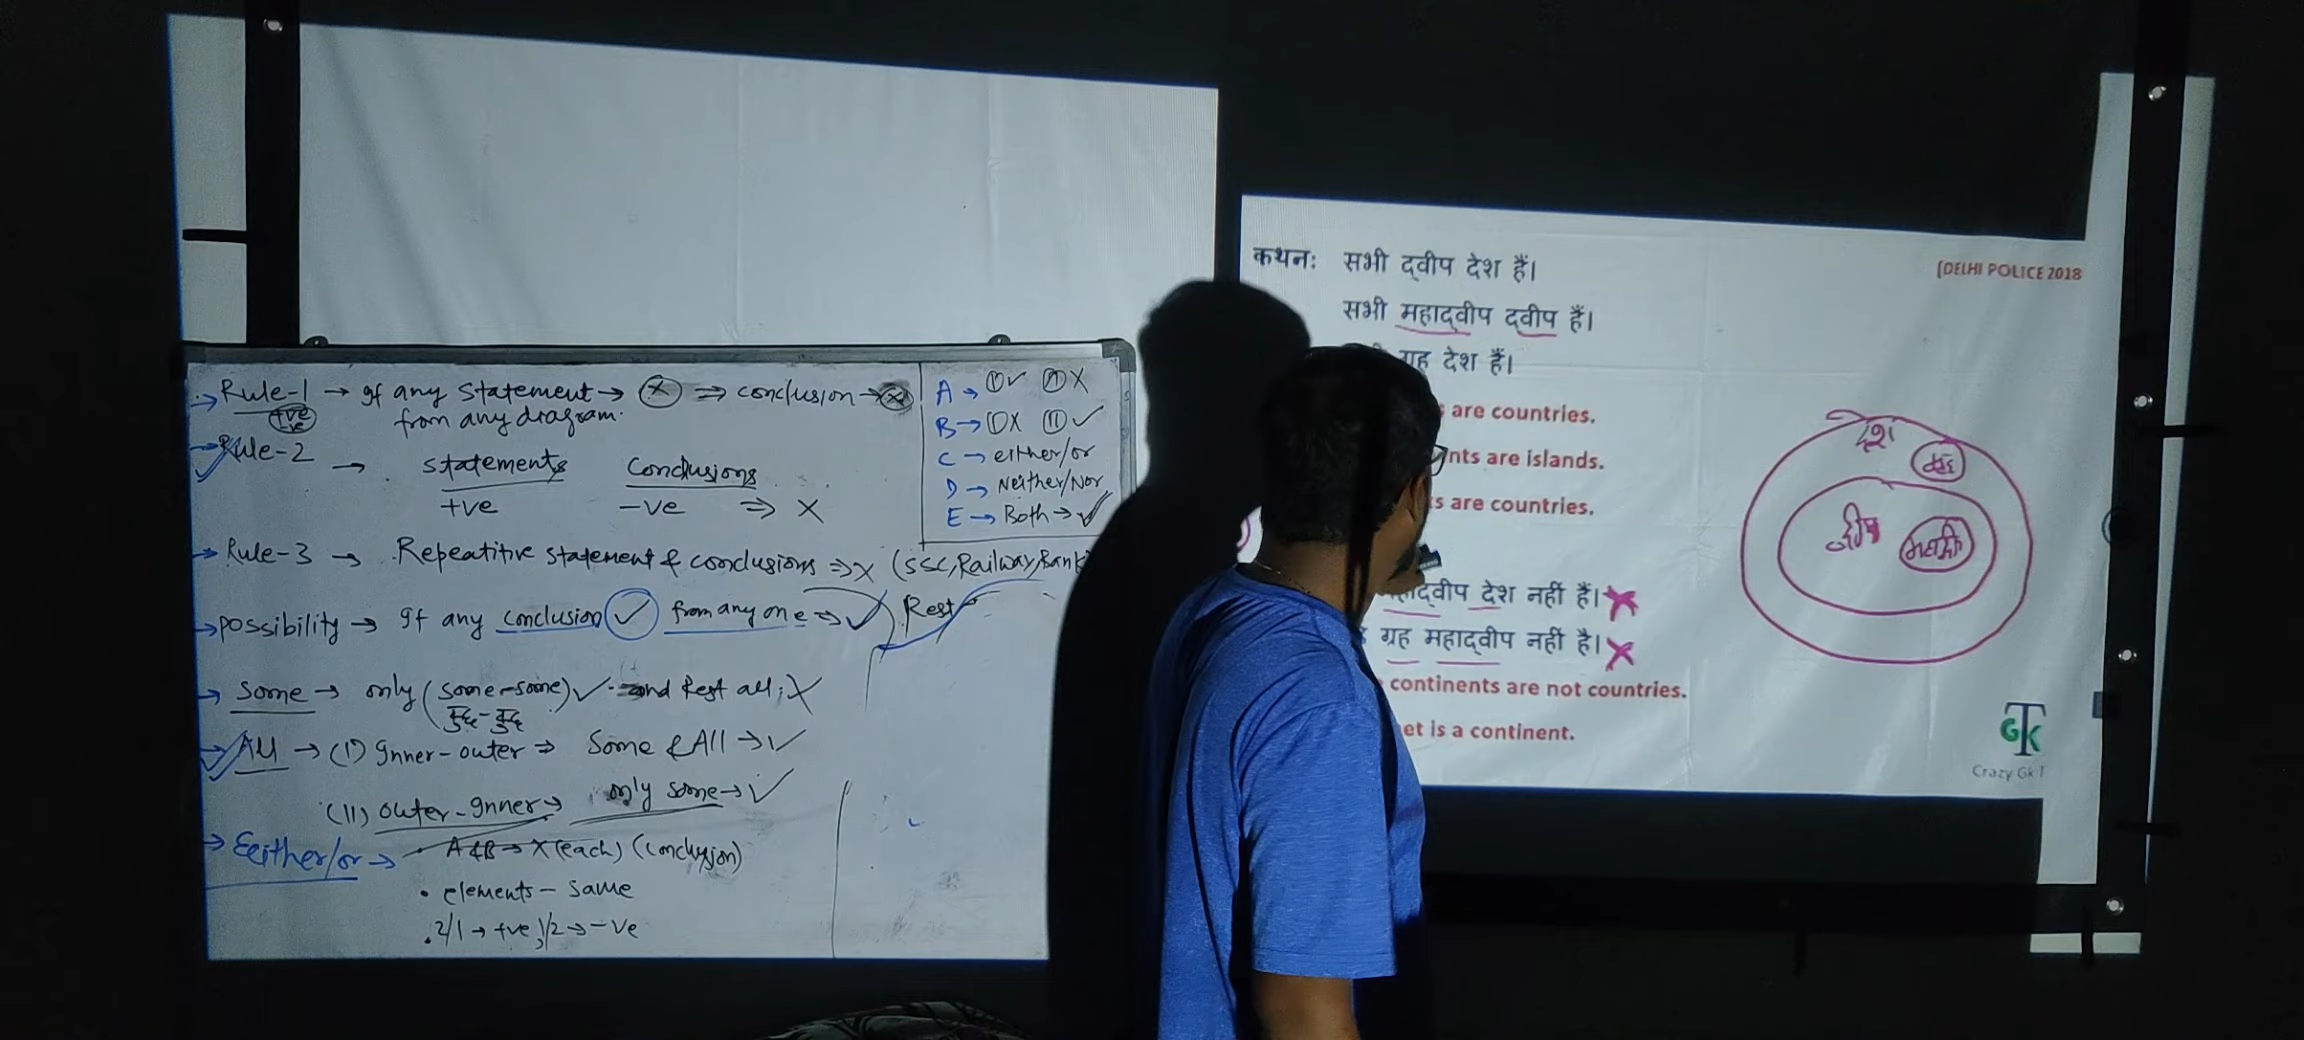 → Rule-1 → If any statement → X ⇒ conclusion → X
+ve
-ve
from any diagram.
→ Rule-2 → statements conclusions
+ve -ve ⇒ X
→ Rule-3 → Repeatitive statement & conclusions ⇒ X (SSC, Railway, Bank
→ possibility → If any conclusion ✓ from any one ⇒ ✓ Rest
→ some → only (some-some) ✓ and Rest all; X
कुछ-कुछ
→ All → (I) Inner-outer ⇒ Some & All → ✓
(II) outer-Inner → only some → ✓
→ Eeither/or → • A&B → X (each) (conclusion)
• elements - same
• 2/1 → +ve, 1/2 → -ve
A → I ✓ II X
B → I X II ✓
C → either/or
D → Neither/Nor
E → Both → ✓
कथन: सभी द्वीप देश हैं।
[DELHI POLICE 2018
सभी महाद्वीप द्वीप हैं।
ग्रह देश हैं।
are countries.
are islands.
are countries.
देश नहीं हैं। X
ग्रह महाद्वीप नहीं है। X
continents are not countries.
is a continent.
देश
ग्रह
द्वीप
महाद्वी
GTK
Crazy Gk T